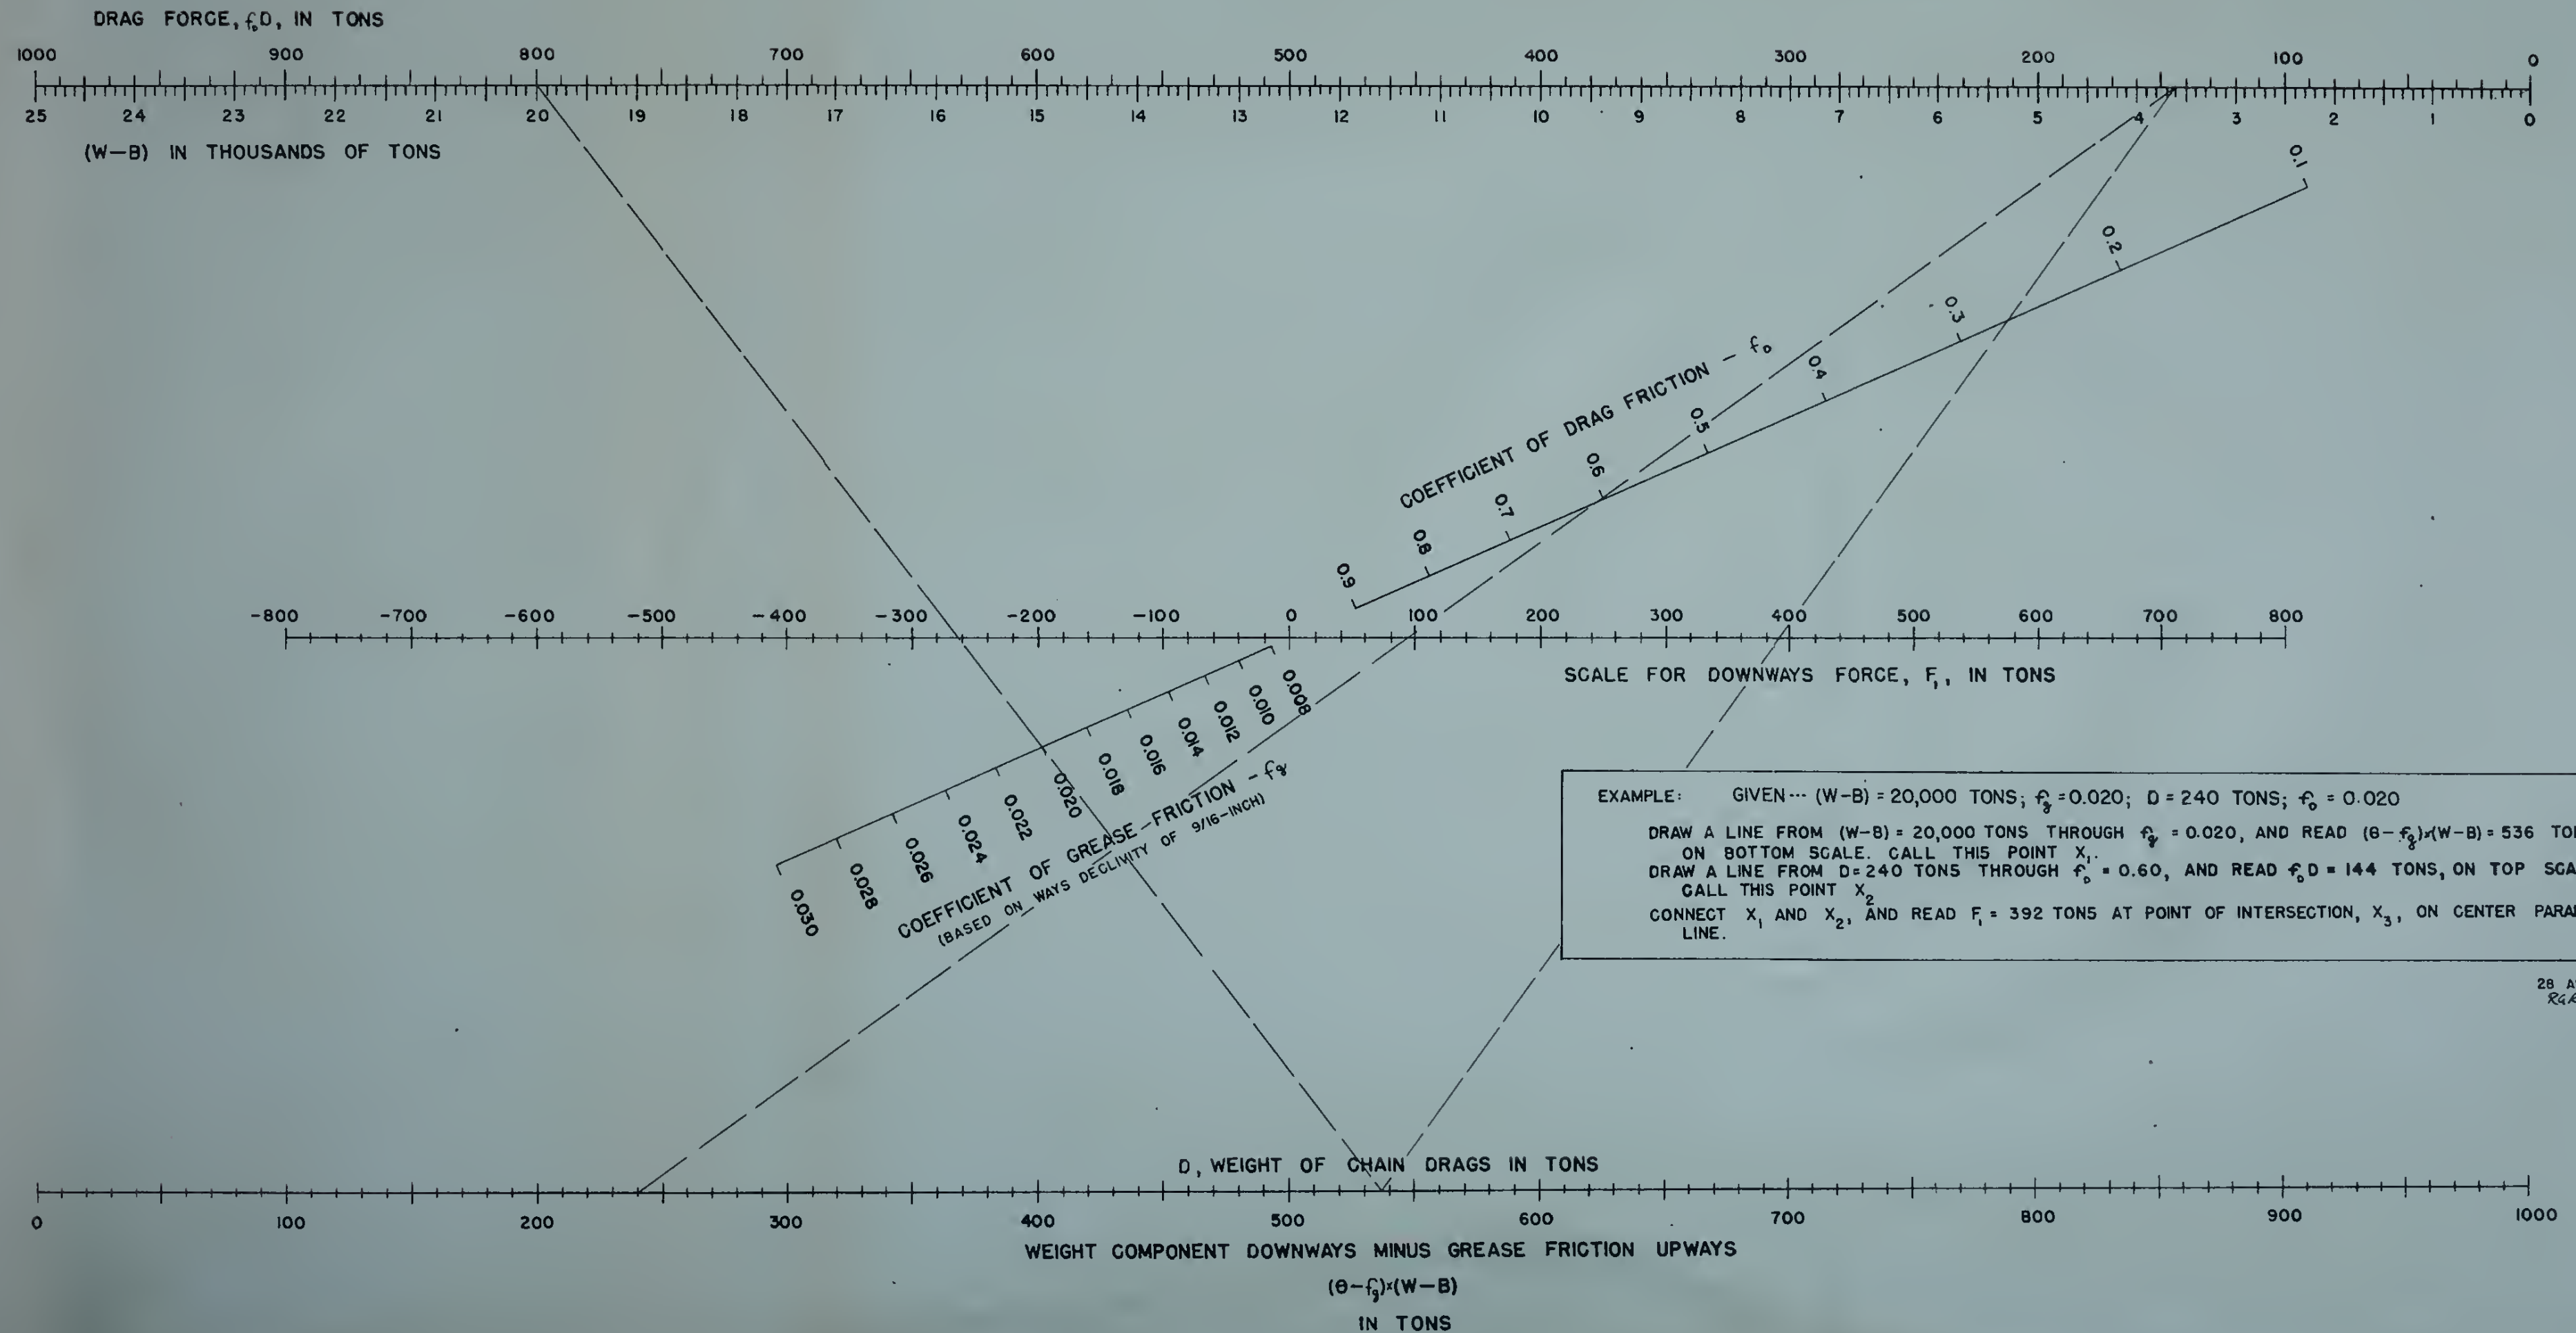 DRAG FORCE, f₀D, IN TONS
1000 900 800 700 600 500 400 300 200 100 0
25 24 23 22 21 20 19 18 17 16 15 14 13 12 11 10 9 8 7 6 5 4 3 2 1 0
(W—B) IN THOUSANDS OF TONS
0.1
0.2
0.3
0.4
0.5
0.6
0.7
0.8
0.9
COEFFICIENT OF DRAG FRICTION — f₀
-800 -700 -600 -500 -400 -300 -200 -100 0 100 200 300 400 500 600 700 800
SCALE FOR DOWNWAYS FORCE, F₁, IN TONS
0.008
0.010
0.012
0.014
0.016
0.018
0.020
0.022
0.024
0.026
0.028
0.030
COEFFICIENT OF GREASE FRICTION - fg
(BASED ON WAYS DECLIVITY OF 9/16-INCH)
EXAMPLE: GIVEN--- (W-B) = 20,000 TONS; fg = 0.020; D = 240 TONS; f₀ = 0.020
DRAW A LINE FROM (W-B) = 20,000 TONS THROUGH fg = 0.020, AND READ (θ-fg)x(W-B) = 536
ON BOTTOM SCALE. CALL THIS POINT X₁.
DRAW A LINE FROM D=240 TONS THROUGH f₀ = 0.60, AND READ f₀D = 144 TONS, ON TOP
CALL THIS POINT X₂
CONNECT X₁ AND X₂, AND READ F₁ = 392 TONS AT POINT OF INTERSECTION, X₃, ON CENTER
LINE.
28
D, WEIGHT OF CHAIN DRAGS IN TONS
0 100 200 300 400 500 600 700 800 900 1000
WEIGHT COMPONENT DOWNWAYS MINUS GREASE FRICTION UPWAYS
(θ—fg)x(W—B)
IN TONS